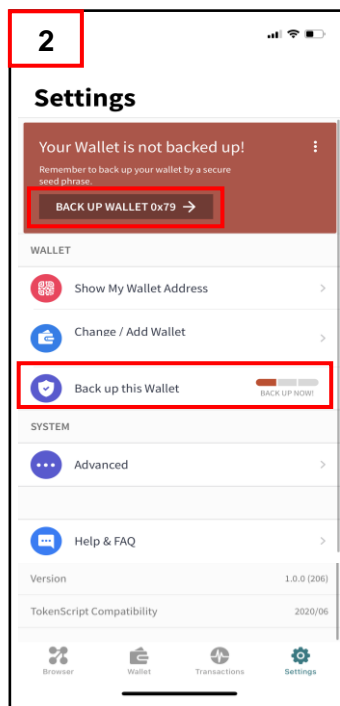 2
Settings
Your Wallet is not backed up!
Remember to back up your wallet by a secure
seed phrase.
BACK UP WALLET 0x79 →
WALLET
Show My Wallet Address
Change / Add Wallet
Back up this Wallet
BACK UP NOW!
SYSTEM
Advanced
Help & FAQ
Version 1.0.0 (206)
TokenScript Compatibility 2020/06
Browser Wallet Transactions Settings